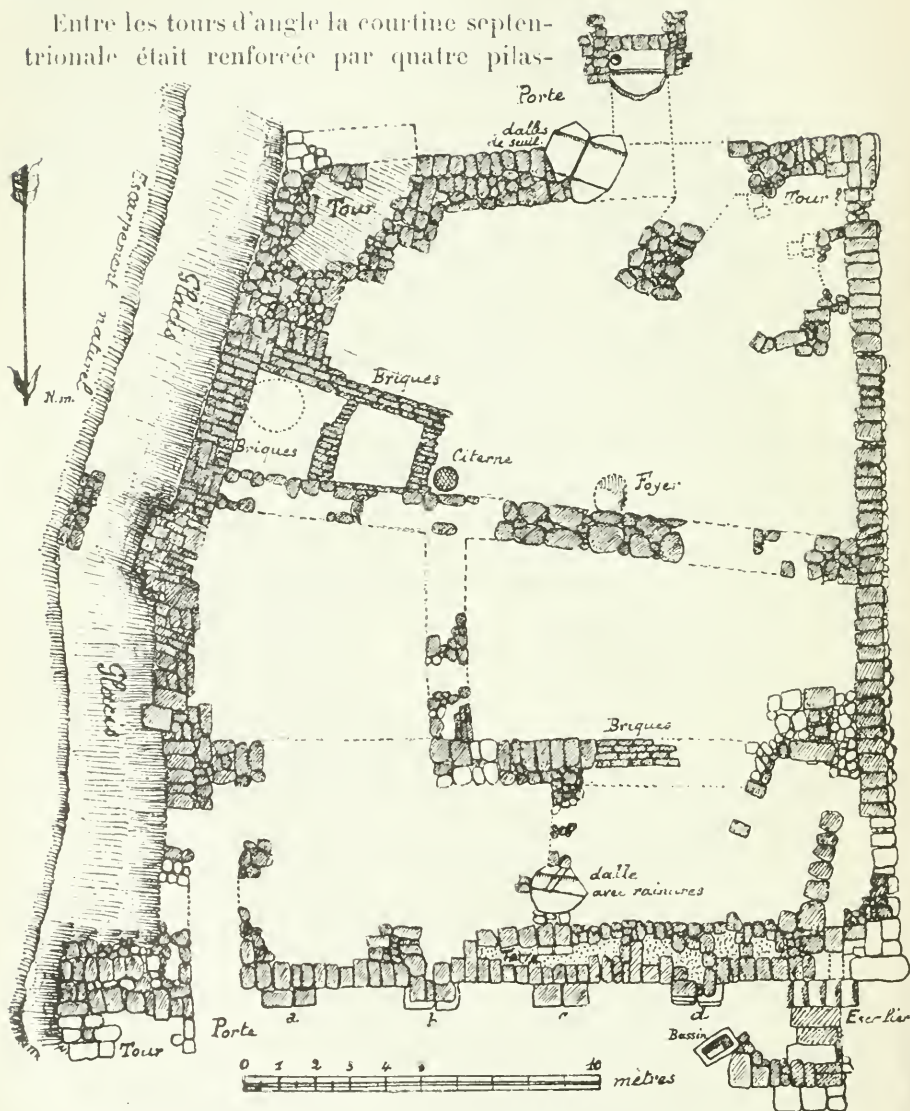 Entre les tours d'angle la courtine septen-
trionale était renforcée par quatre pilas-
Porte
dalles
de seuil
Tour
Tour ?
Escarpement naturel
Glacis
N.m.
Briques
Briques
Citerne
Foyer
Glacis
Briques
dalle
avec rainures
Terre
a
b
c
d
Porte
Tour
Escalier
Bassin
0 1 2 3 4 5 10
mètres